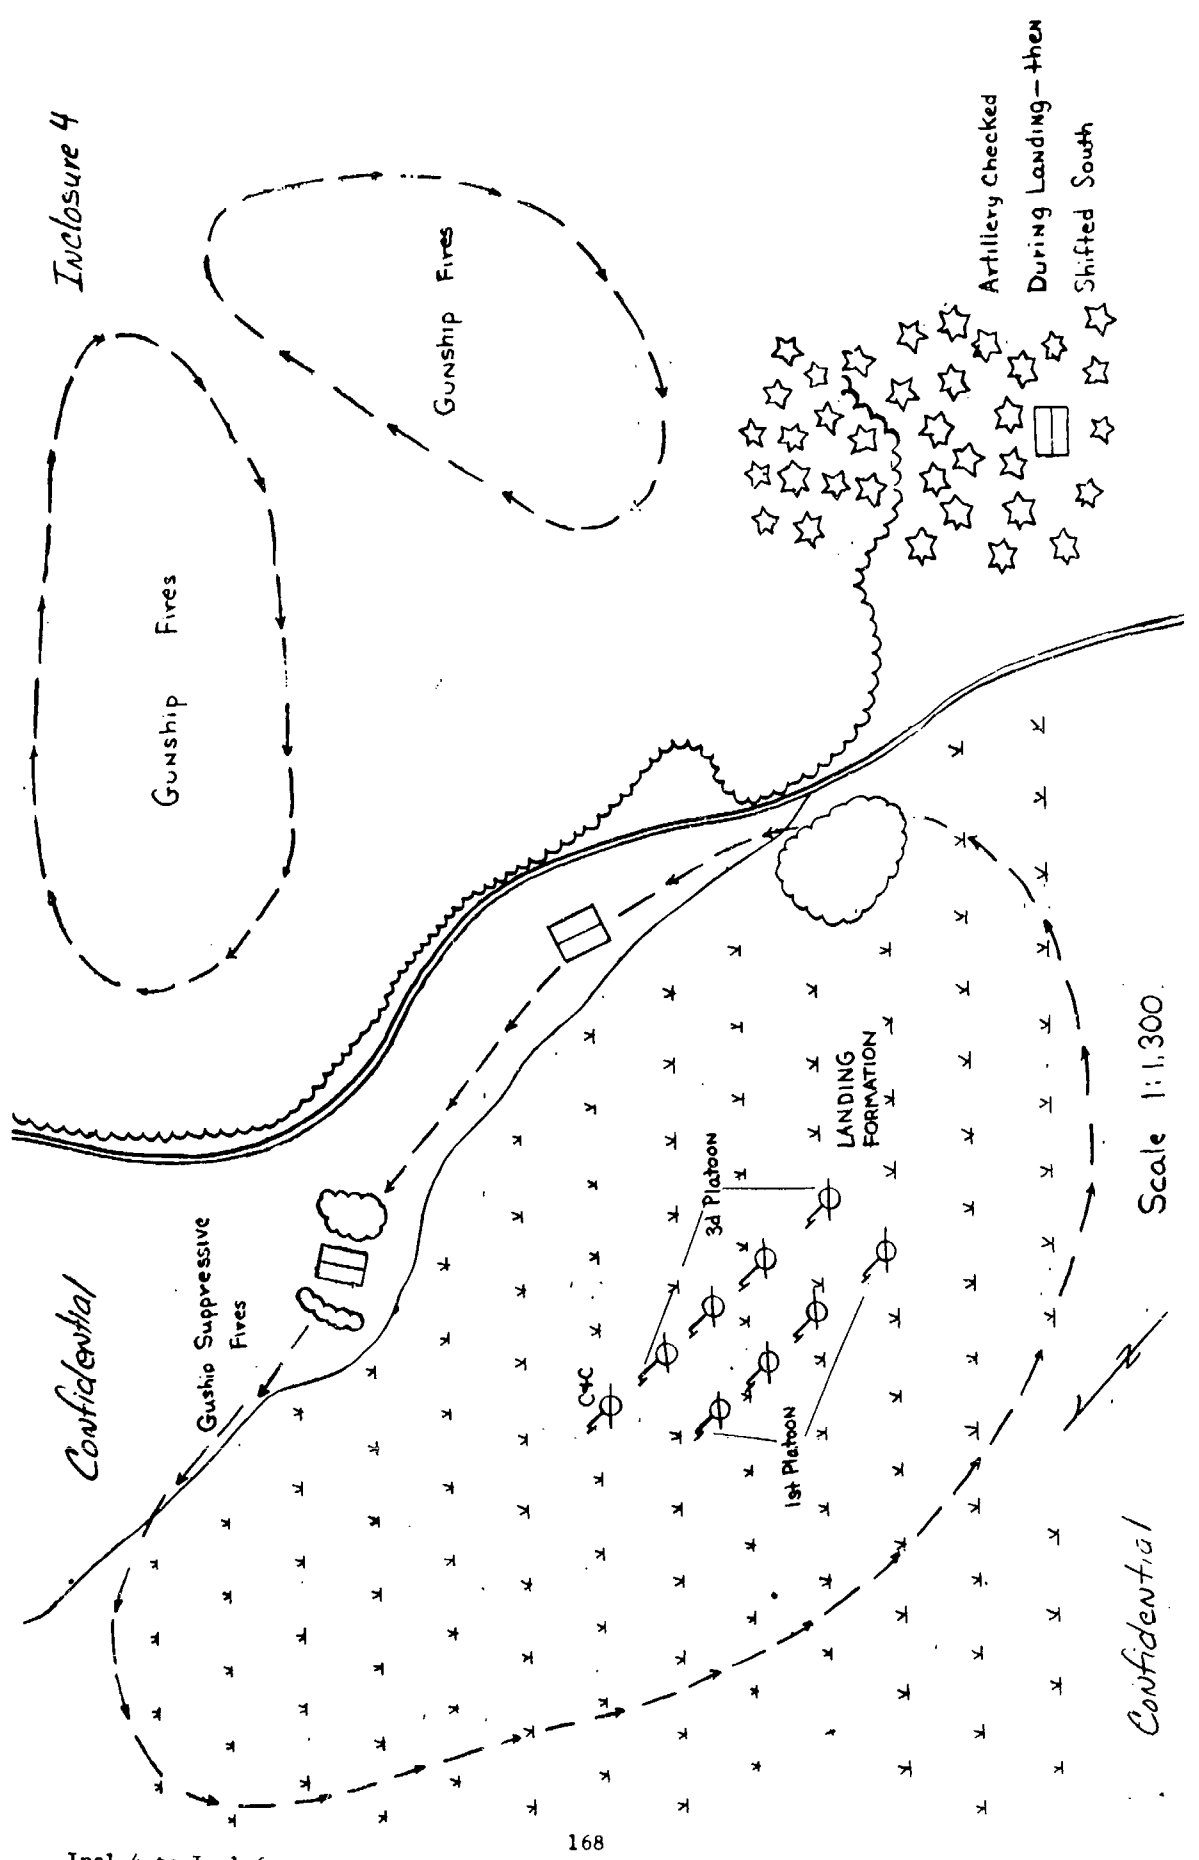 Confidential
Inclosure 4
Gunship Fires
Gunship Fires
Guship Suppressive
Fires
C+C
3d Platoon
1st Platoon
LANDING
FORMATION
Artillery Checked
During Landing—then
Shifted South
N
Confidential
Scale 1:1,300
168